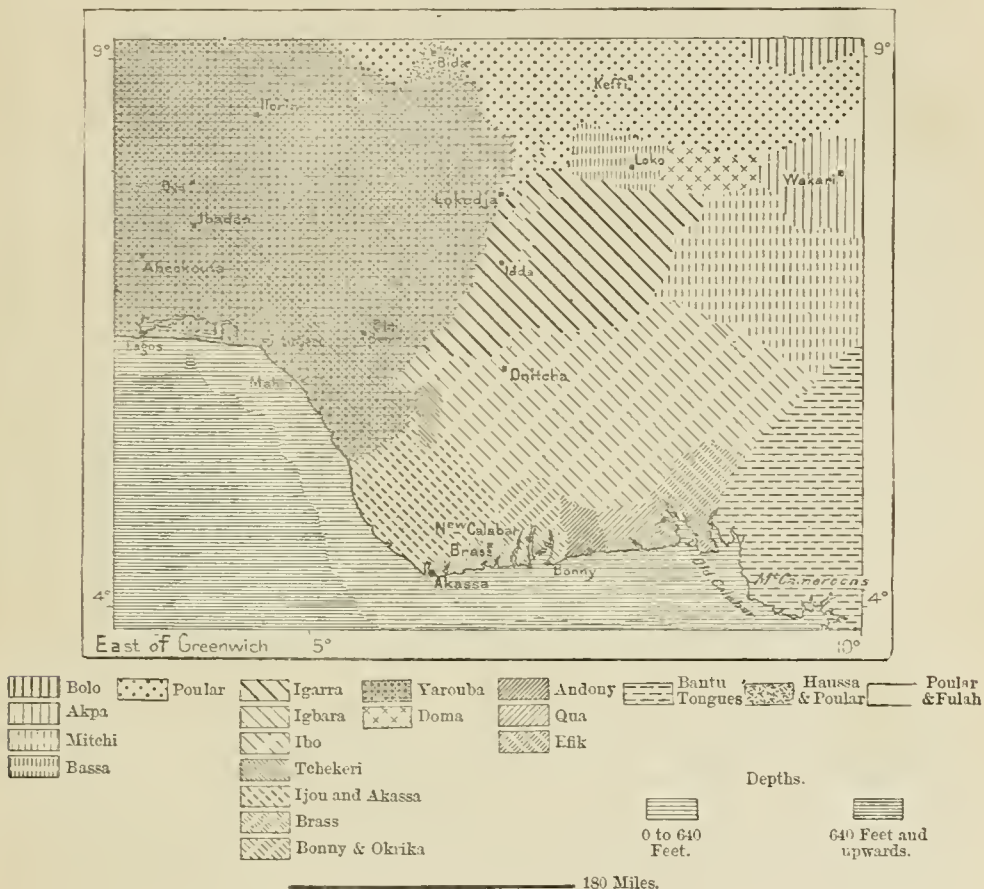 9° 9°
Bida
Keffi
Ilorin
Loko
Wakari
Lokodja
Ibadan
Abeokouta
Idda
Lagos
Onitcha
Mahin
New Calabar
Brass
Bonny
Akassa
Old Calabar
Mt Cameroons
4° 4°
East of Greenwich 5° 10°
Bolo Poular Igarra Yarouba Andony Bantu Tongues Haussa & Poular Poular & Fulah
Akpa Igbara Doma Qua
Mitchi Ibo Efik
Bassa Tchekeri
Ijou and Akassa
Brass
Bonny & Okrika
Depths.
0 to 640 Feet.
640 Feet and upwards.
180 Miles.